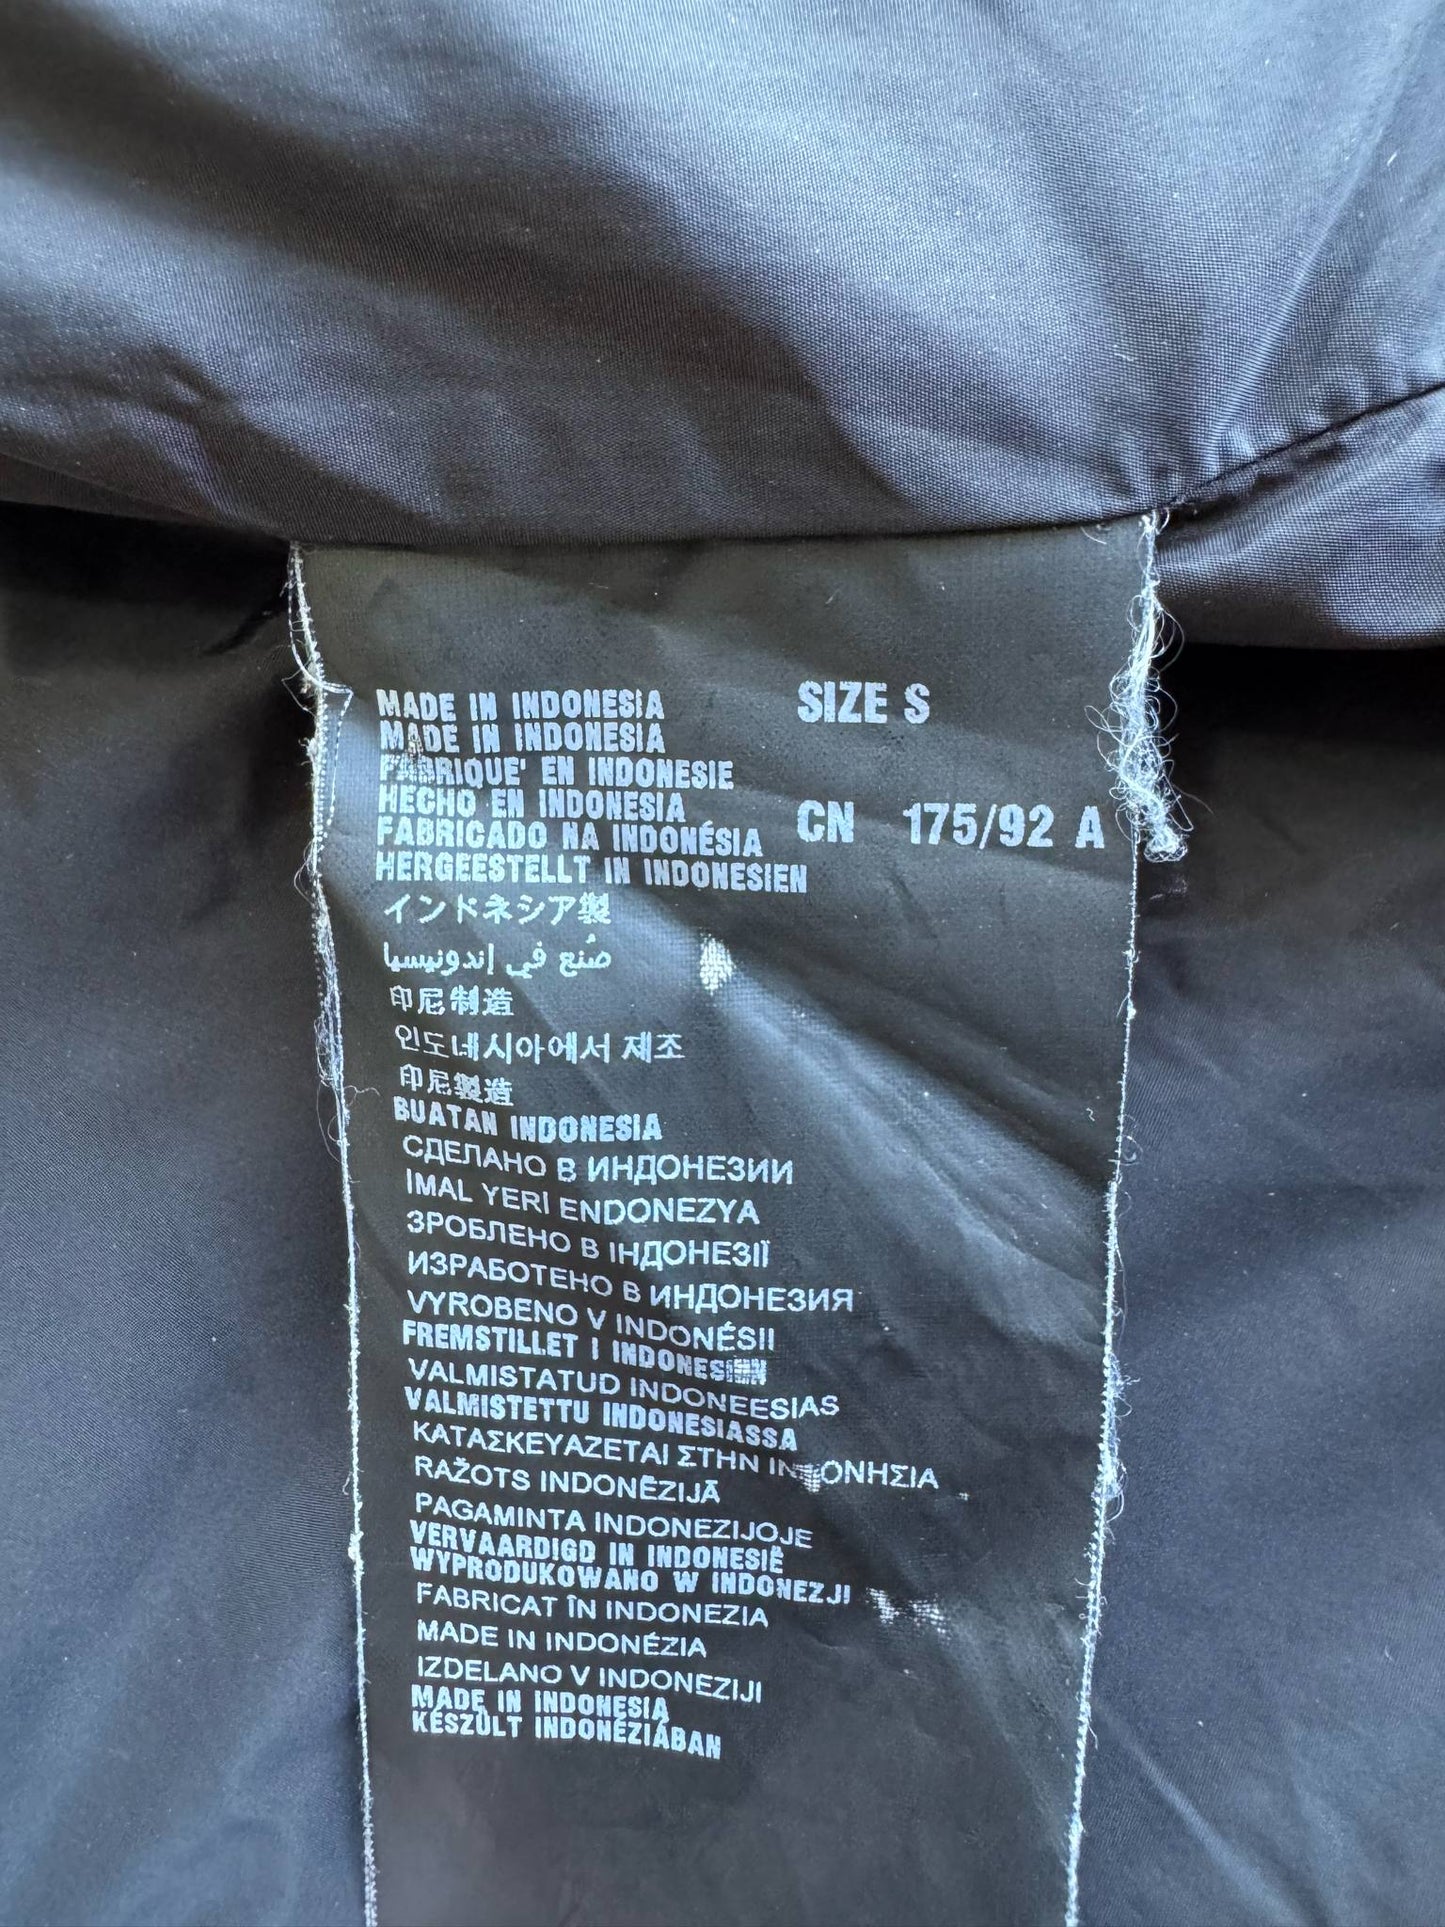 MADE IN INDONESIA
MADE IN INDONESIA
FABRIQUE' EN INDONESIE
HECHO EN INDONESIA
FABRICADO NA INDONÉSIA
HERGEESTELLT IN INDONESIEN
インドネシア製
صُنع في إندونيسيا
印尼制造
인도네시아에서 제조
印尼製造
BUATAN INDONESIA
СДЕЛАНО В ИНДОНЕЗИИ
İMAL YERİ ENDONEZYA
ЗРОБЛЕНО В ІНДОНЕЗІЇ
ИЗРАБОТЕНО В ИНДОНЕЗИЯ
VYROBENO V INDONÉSII
FREMSTILLET I INDONESIEN
VALMISTATUD INDONEESIAS
VALMISTETTU INDONESIASSA
ΚΑΤΑΣΚΕΥΑΖΕΤΑΙ ΣΤΗΝ ΙΝΔΟΝΗΣΙΑ
RAŽOTS INDONĒZIJĀ
PAGAMINTA INDONEZIJOJE
VERVAARDIGD IN INDONESIË
WYPRODUKOWANO W INDONEZJI
FABRICAT ÎN INDONEZIA
MADE IN INDONÉZIA
IZDELANO V INDONEZIJI
MADE IN INDONESIA
KÉSZÜLT INDONÉZIÁBAN
SIZE S
CN 175/92 A